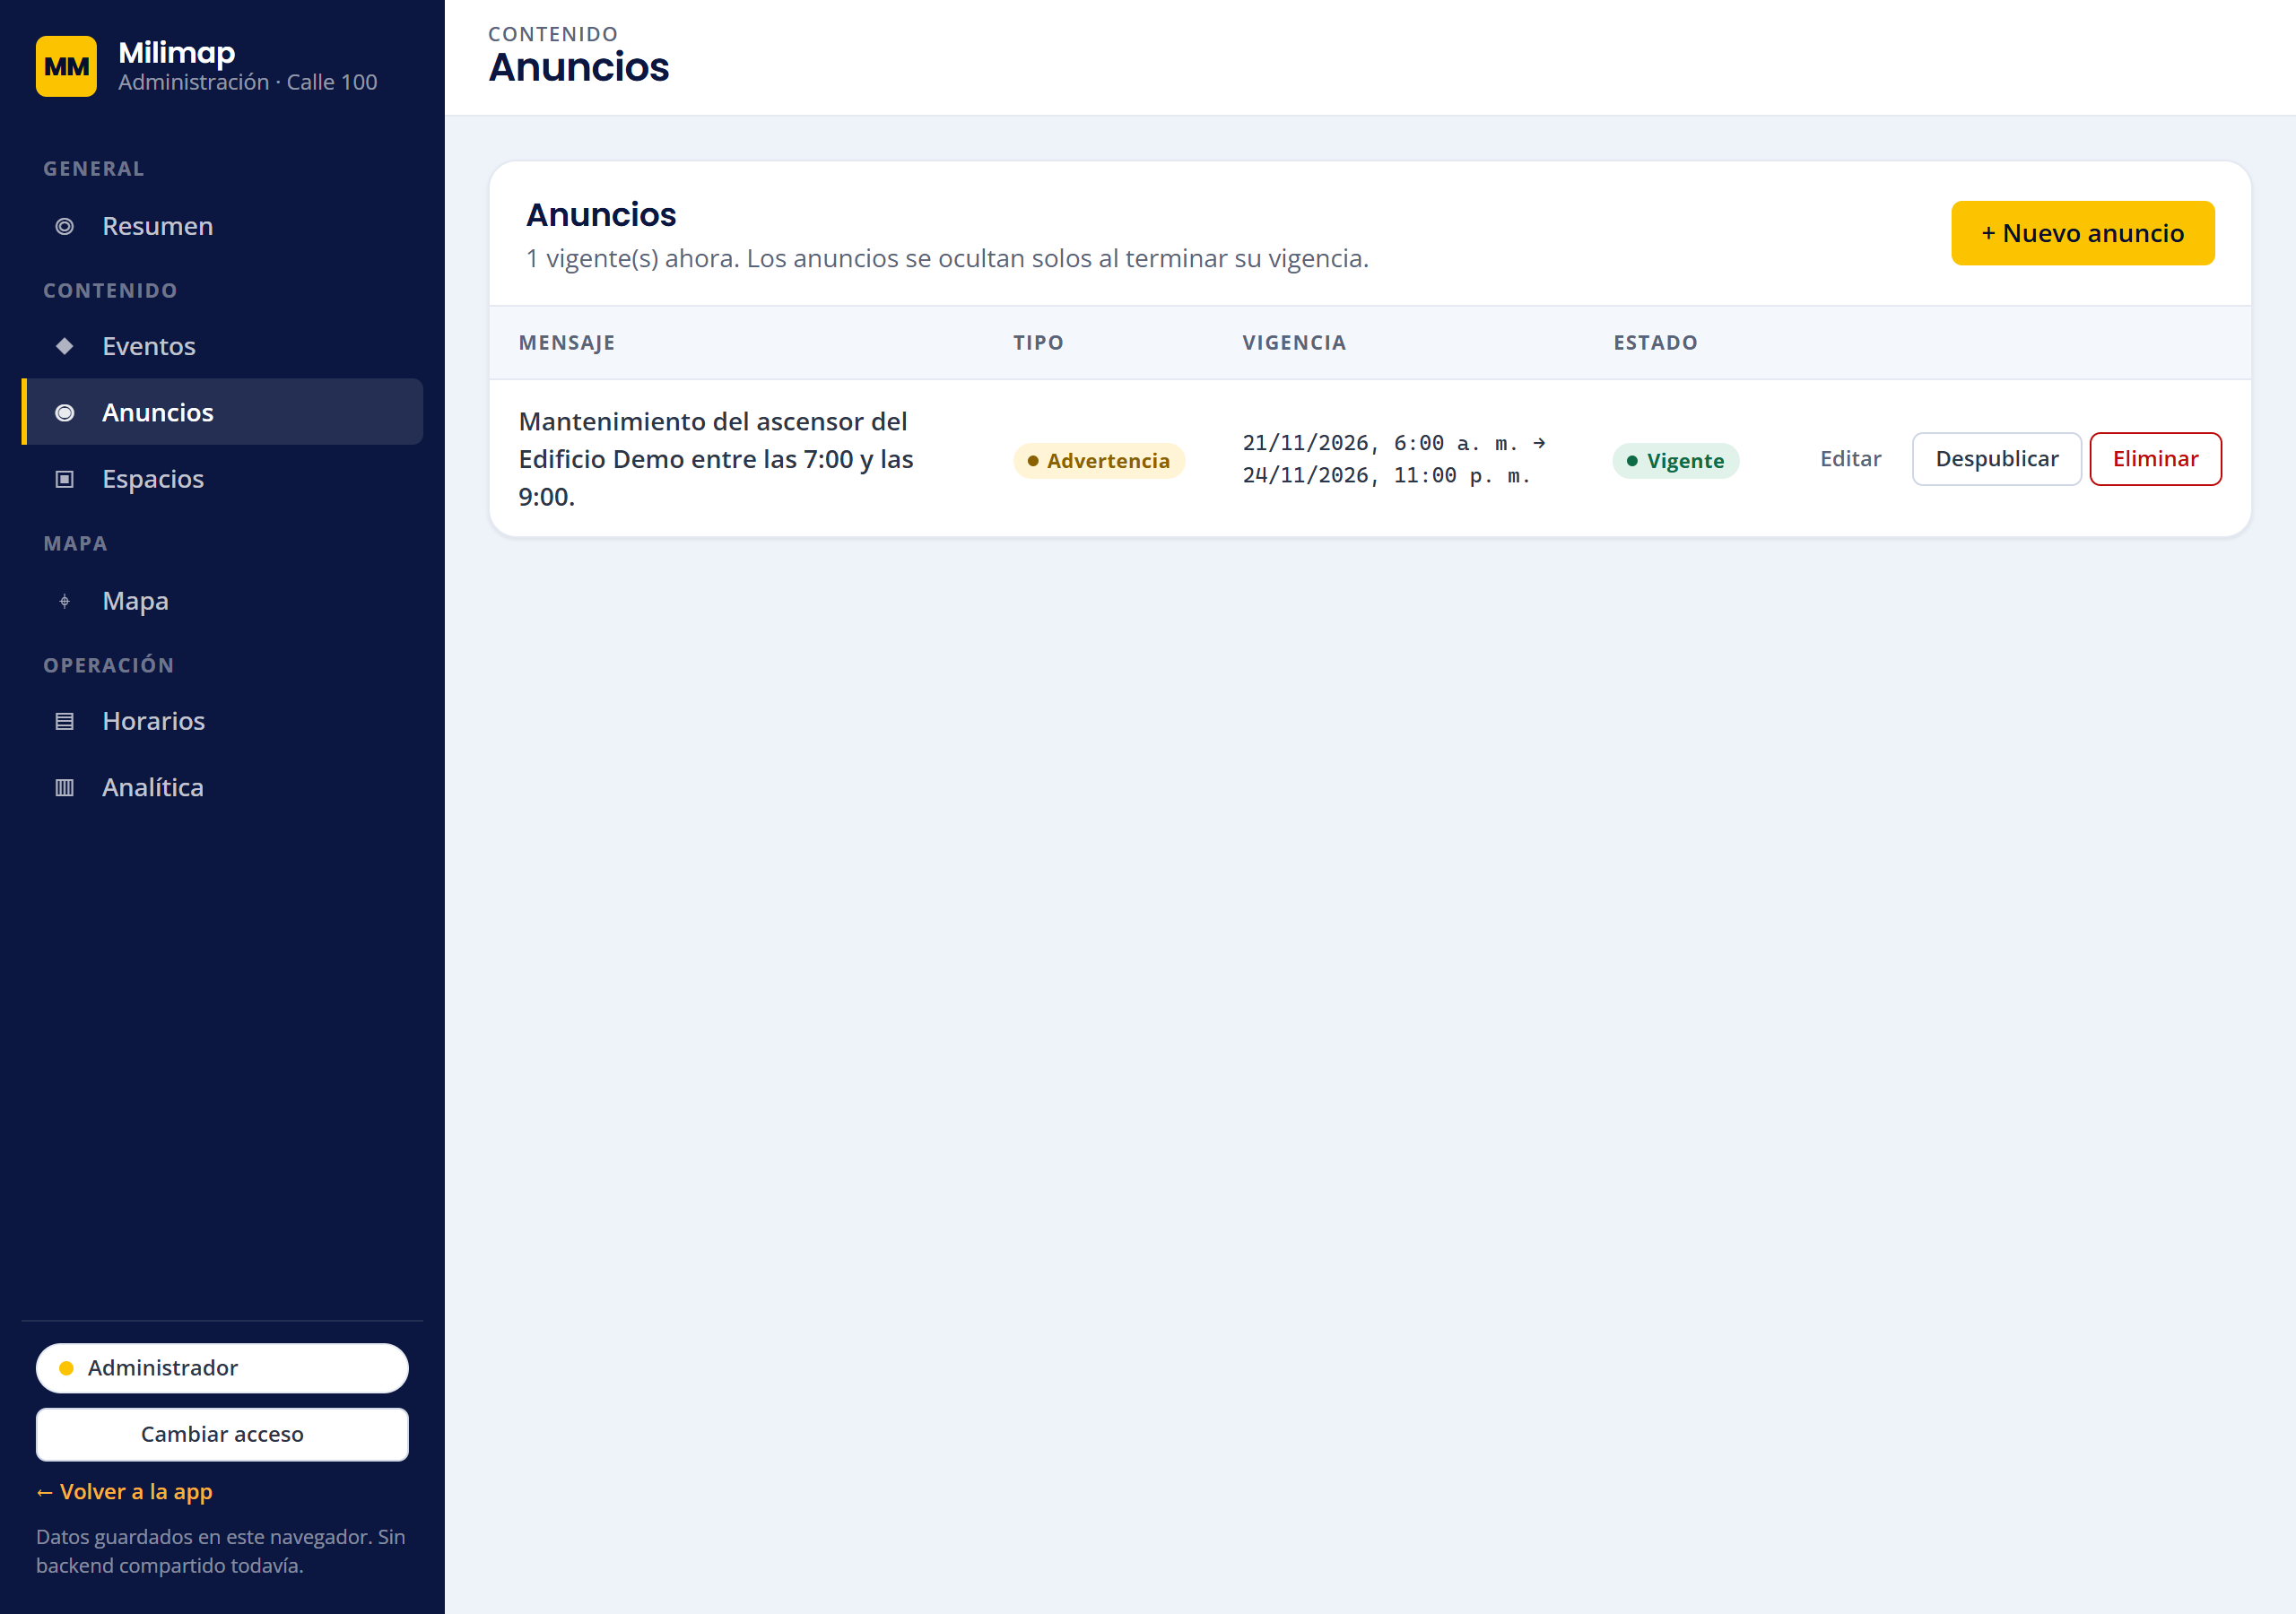 MM
Milimap
Administración · Calle 100
GENERAL
Resumen
CONTENIDO
Eventos
Anuncios
Espacios
MAPA
Mapa
OPERACIÓN
Horarios
Analítica
Administrador
Cambiar acceso
← Volver a la app
Datos guardados en este navegador. Sin
backend compartido todavía.
CONTENIDO
Anuncios
Anuncios
1 vigente(s) ahora. Los anuncios se ocultan solos al terminar su vigencia.
+ Nuevo anuncio
MENSAJE TIPO VIGENCIA ESTADO
Mantenimiento del ascensor del
Edificio Demo entre las 7:00 y las
9:00.
Advertencia
21/11/2026, 6:00 a. m. →
24/11/2026, 11:00 p. m.
Vigente
Editar Despublicar Eliminar